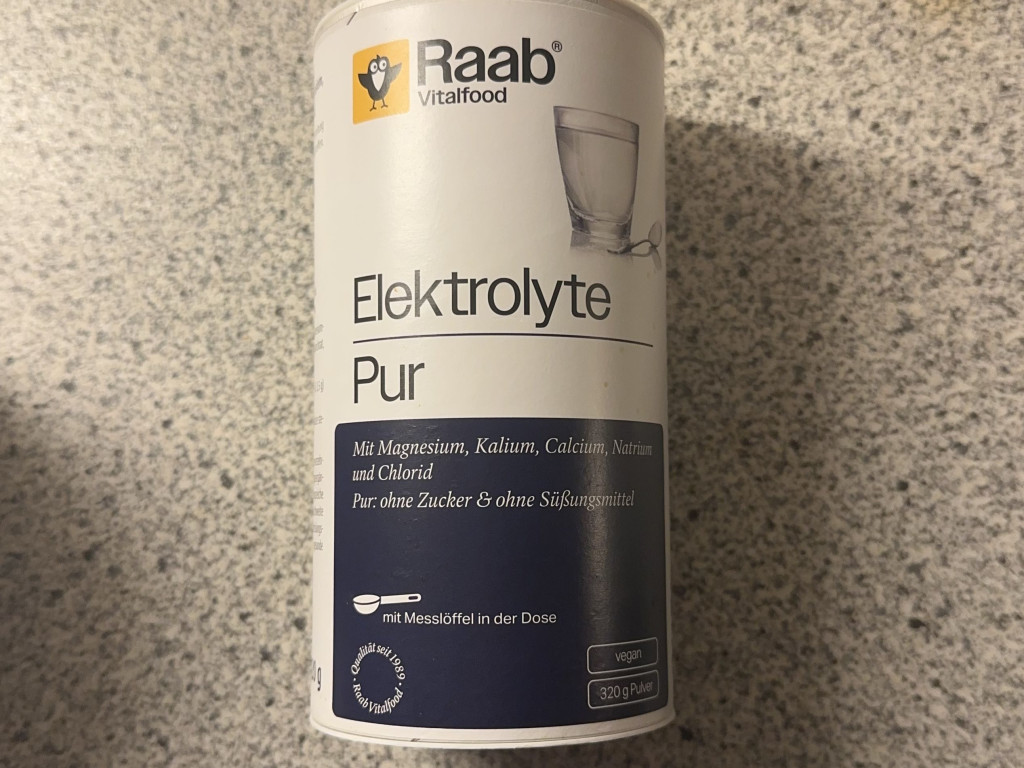 Raab®
Vitalfood
Elektrolyte
Pur
Mit Magnesium, Kalium, Calcium, Natrium
und Chlorid
Pur: ohne Zucker & ohne Süßungsmittel
mit Messlöffel in der Dose
Qualität seit 1989
· Raab Vitalfood ·
vegan
320 g Pulver